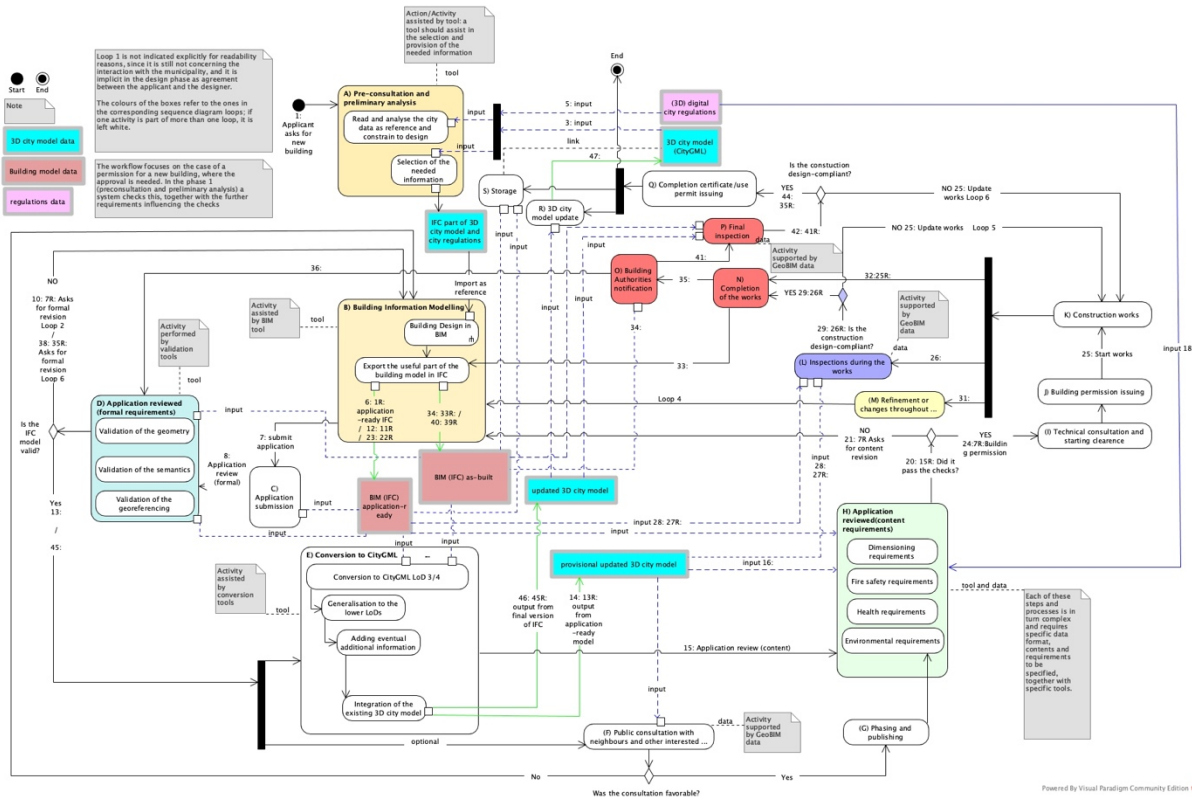 Action/Activity
assisted by tool: a
tool should assist in
the selection and
provision of the
needed information
tool
Start
End
Note
3D city model data
Building model data
regulations data
Loop 1 is not indicated explicitly for readability
reasons, since it is still not concerning the
interaction with the municipality, and it is
implicit in the design phase as agreement
between the applicant and the designer.
The colours of the boxes refer to the ones in
the corresponding sequence diagram loops; if
one activity is part of more than one loop, it is
left white.
The workflow focuses on the case of a
permission for a new building, where the
approval is needed. In the phase 1
(preconsultation and preliminary analysis) a
system checks this, together with the further
requirements influencing the checks
1:
Applicant
asks for
new
building
A) Pre-consultation and
preliminary analysis
Read and analyse the city
data as reference and
constrain to design
Selection of the
needed
information
input
input
5: input
3: input
link
47:
End
(3D) digital
city regulations
3D city model
(CityGML)
S) Storage
R) 3D city
model update
Q) Completion certificate/use
permit issuing
Is the constuction
design-compliant?
YES
44:
35R:
NO 25: Update
works Loop 6
IFC part of 3D
city model and
city regulations
input
input
input
P) Final
inspection
42: 41R:
data
Activity
supported by
GeoBIM data
NO 25: Update works
Loop 5
36:
O) Building
Authorities
notification
41:
35:
N)
Completion
of the works
32:25R:
YES 29:26R
Import as
reference
NO
10: 7R: Asks
for formal
revision
Loop 2
/
38: 35R:
Asks for
formal
revision
Loop 6
Activity
assisted
by BIM
tool
tool
B) Building Information Modelling
Building Design in
BIM
Export the useful part of the
building model in IFC
input
input
34:
29: 26R: Is the
construction
design-compliant?
Activity
supported
by
GeoBIM
data
data
K) Construction works
input 18
Activity
performed
by
validation
tools
tool
33:
(L) Inspections during the
works
26:
25: Start works
6: 1R:
application
-ready IFC
/ 12: 11R
/ 23: 22R
34: 33R: /
40: 39R
Loop 4
(M) Refinement or
changes throughout ...
31:
J) Building permission issuing
D) Application reviewed
(formal requirements)
Validation of the geometry
Validation of the semantics
Validation of the
georeferencing
input
Is the
IFC
model
valid?
7: submit
application
8:
Application
review
(formal)
NO
21: 7R Asks
for content
revision
YES
24:7R:Buildin
g permission
(I) Technical consultation and
starting clearence
20: 15R: Did it
pass the checks?
input
28:
27R:
C)
Application
submission
input
input
BIM (IFC)
application-r
eady
BIM (IFC) as-built
updated 3D city model
Yes
13:
/
45:
input 28: 27R:
input
input
H) Application
reviewed(content
requirements)
Dimensioning
requirements
Fire safety requirements
Health requirements
Environmental requirements
E) Conversion to CityGML
...
Conversion to CityGML LoD 3/4
Generalisation to the
lower LoDs
Adding eventual
additional information
Integration of the
existing 3D city model
Activity
assisted
by
conversion
tools
tool
provisional updated 3D city model
input 16:
tool and data
Each of these
steps and
processes is in
turn complex
and requires
specific data
format,
contents and
requirements
to be
specified,
together with
specific tools.
46: 45R:
output from
final version
of IFC
14: 13R:
output
from
application
-ready
model
15: Application review (content)
input
optional
(F) Public consultation with
neighbours and other interested ...
data
Activity
supported
by GeoBIM
data
(G) Phasing and
publishing
No
Yes
Was the consultation favorable?
Powered By Visual Paradigm Community Edition